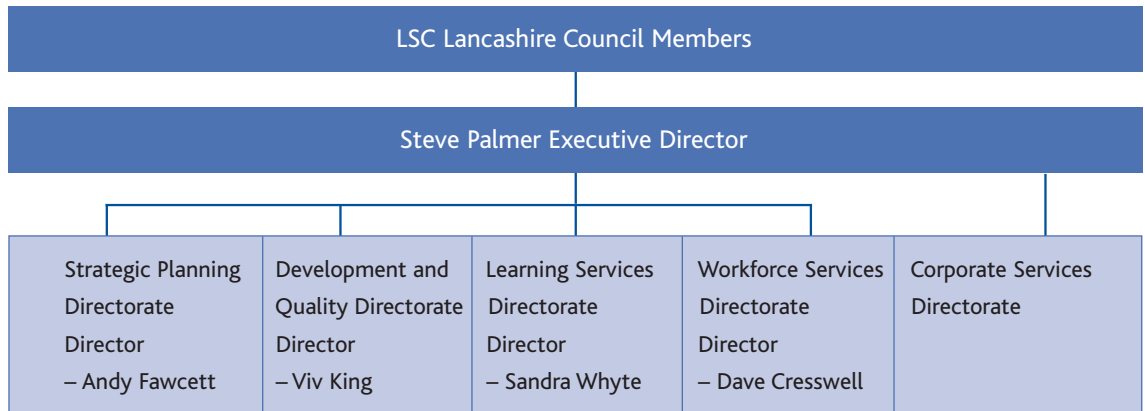 LSC Lancashire Council Members
Steve Palmer Executive Director
Strategic Planning
Directorate
Director
– Andy Fawcett
Development and
Quality Directorate
Director
– Viv King
Learning Services
Directorate
Director
– Sandra Whyte
Workforce Services
Directorate
Director
– Dave Cresswell
Corporate Services
Directorate